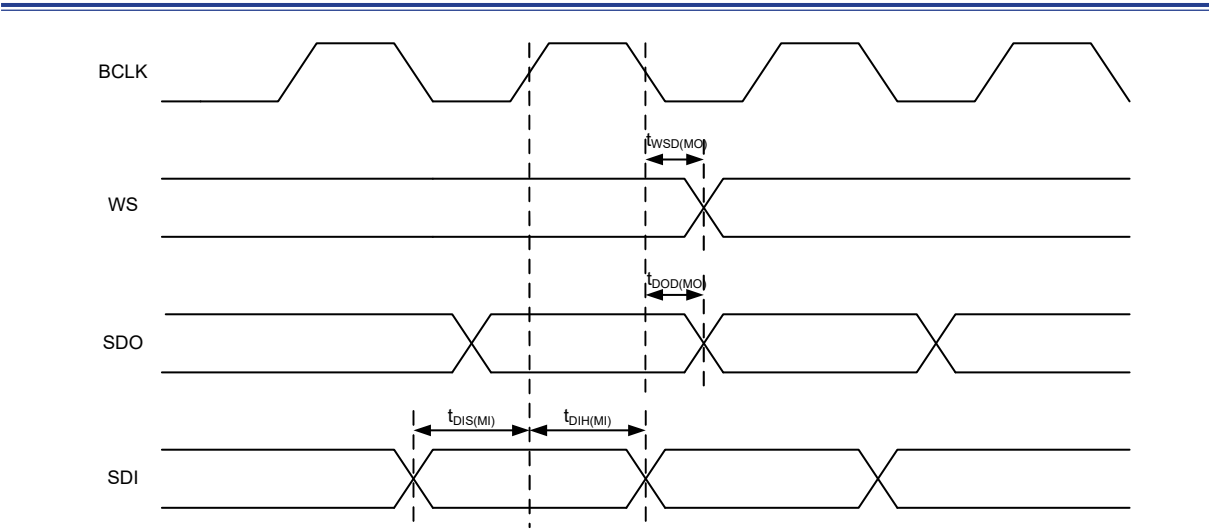 BCLK
tWSD(MO)
WS
tDOD(MO)
SDO
tDIS(MI) tDIH(MI)
SDI